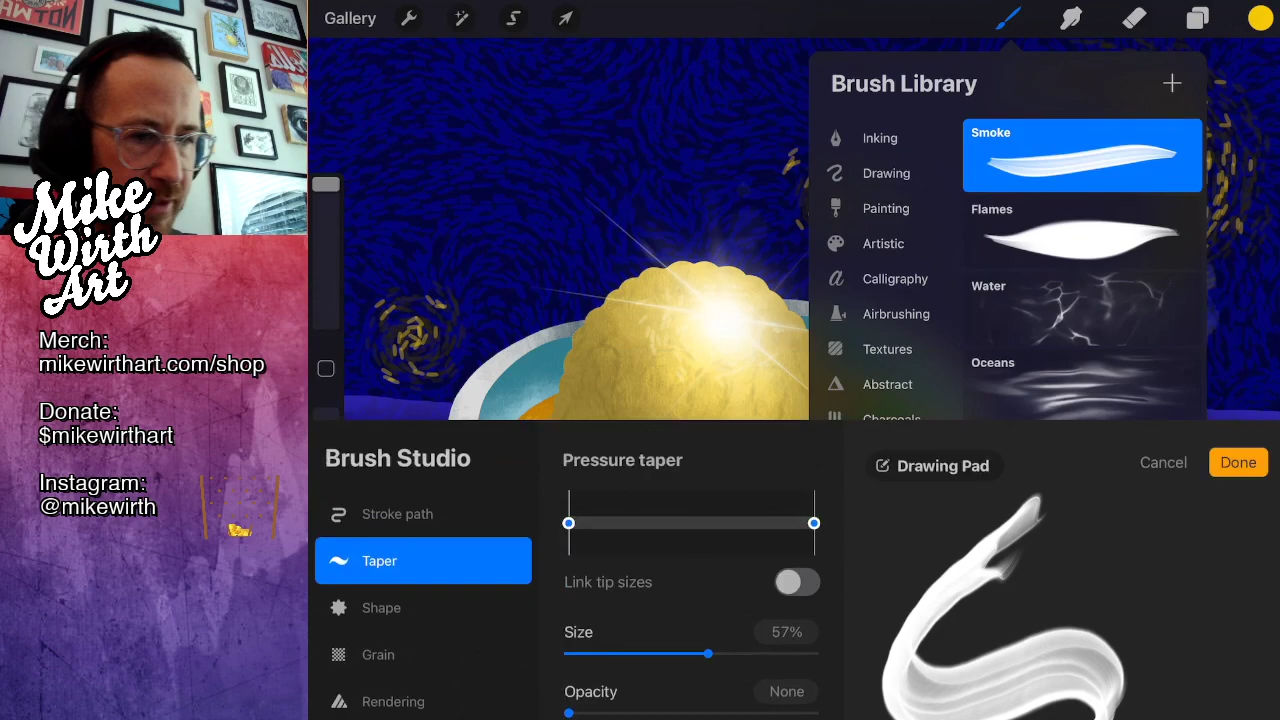 Mike
Wirth
Art
Merch:
mikewirthart.com/shop
Donate:
$mikewirthart
Instagram:
@mikewirth
Gallery
Brush Library
Inking
Drawing
Painting
Artistic
Calligraphy
Airbrushing
Textures
Abstract
Charcoals
Smoke
Flames
Water
Oceans
Brush Studio
Stroke path
Taper
Shape
Grain
Rendering
Pressure taper
Link tip sizes
Size 57%
Opacity None
Drawing Pad
Cancel
Done